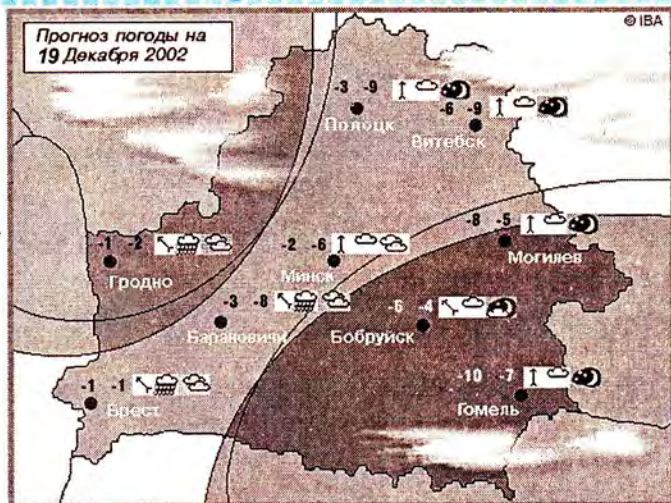 © IBA
Прогноз погоды на
19 Декабря 2002
-3 -9
Полоцк
-6 -9
Витебск
-8 -5
Могилев
-1 -2
Гродно
-2 -6
Минск
-3 -8
Барановичи
-6 -4
Бобруйск
-10 -7
Гомель
-1 -1
Брест